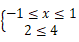 −1 ≤ x ≤ 1
2 ≤ 4